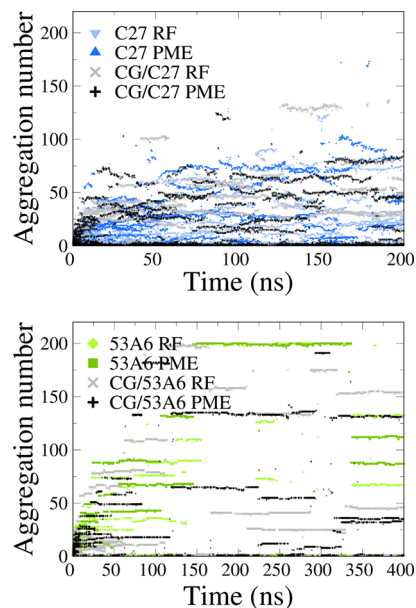 200
C27 RF
C27 PME
CG/C27 RF
CG/C27 PME
150
100
50
0
Aggregation number
0 50 100 150 200
Time (ns)
200
53A6 RF
53A6 PME
CG/53A6 RF
CG/53A6 PME
150
100
50
0
Aggregation number
0 50 100 150 200 250 300 350 400
Time (ns)